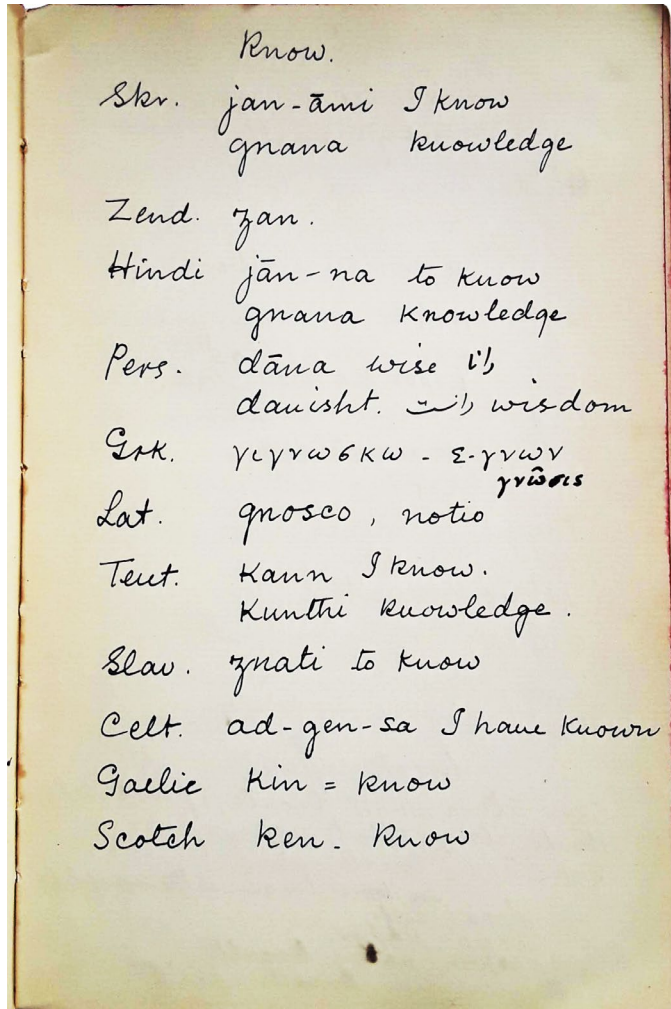 Know.
Skr. jan-āmi I know
gnana knowledge
Zend. zan.
Hindi jān-na to know
gnana knowledge
Pers. dāna wise دانا
danisht. wisdom
Grk. γιγνωσκω - ε-γνων
γνῶσις
Lat. gnosco, notio
Teut. Kann I know.
Kunthi knowledge.
Slav. znati to know
Celt. ad-gen-sa I have known
Gaelic Kin = know
Scotch ken - know